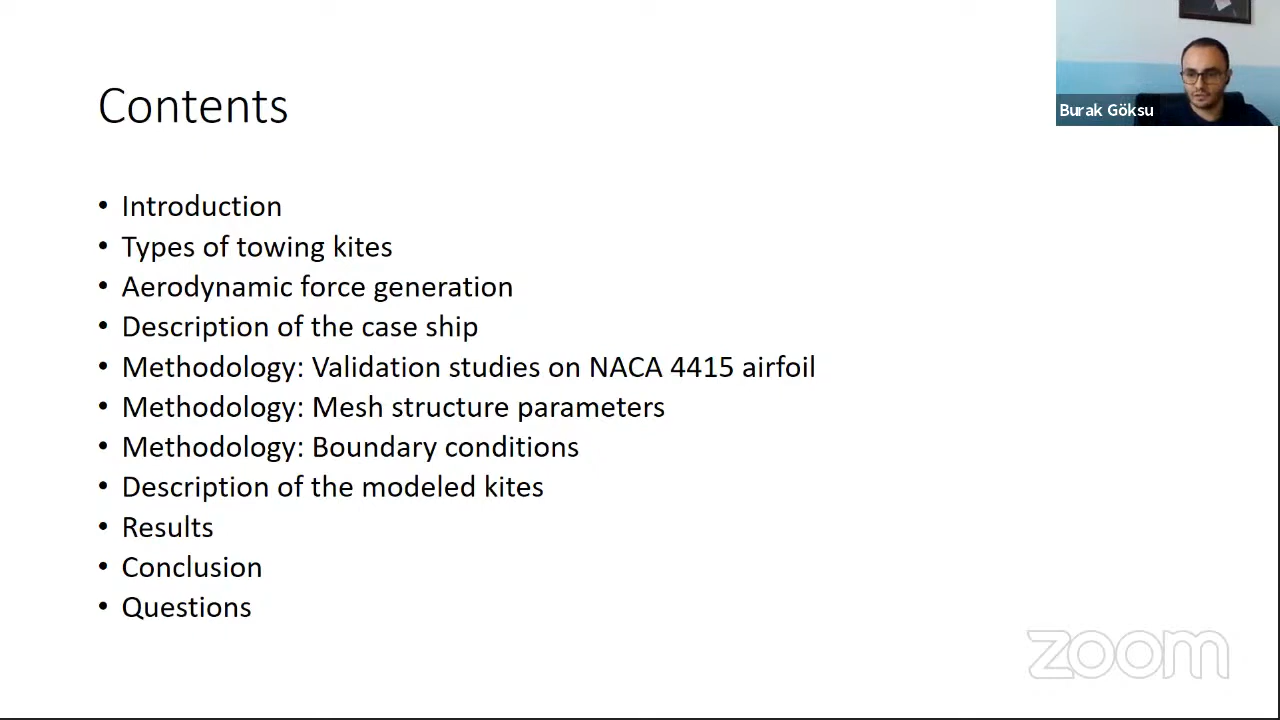 Contents
Burak Göksu
• Introduction
• Types of towing kites
• Aerodynamic force generation
• Description of the case ship
• Methodology: Validation studies on NACA 4415 airfoil
• Methodology: Mesh structure parameters
• Methodology: Boundary conditions
• Description of the modeled kites
• Results
• Conclusion
• Questions
zoom